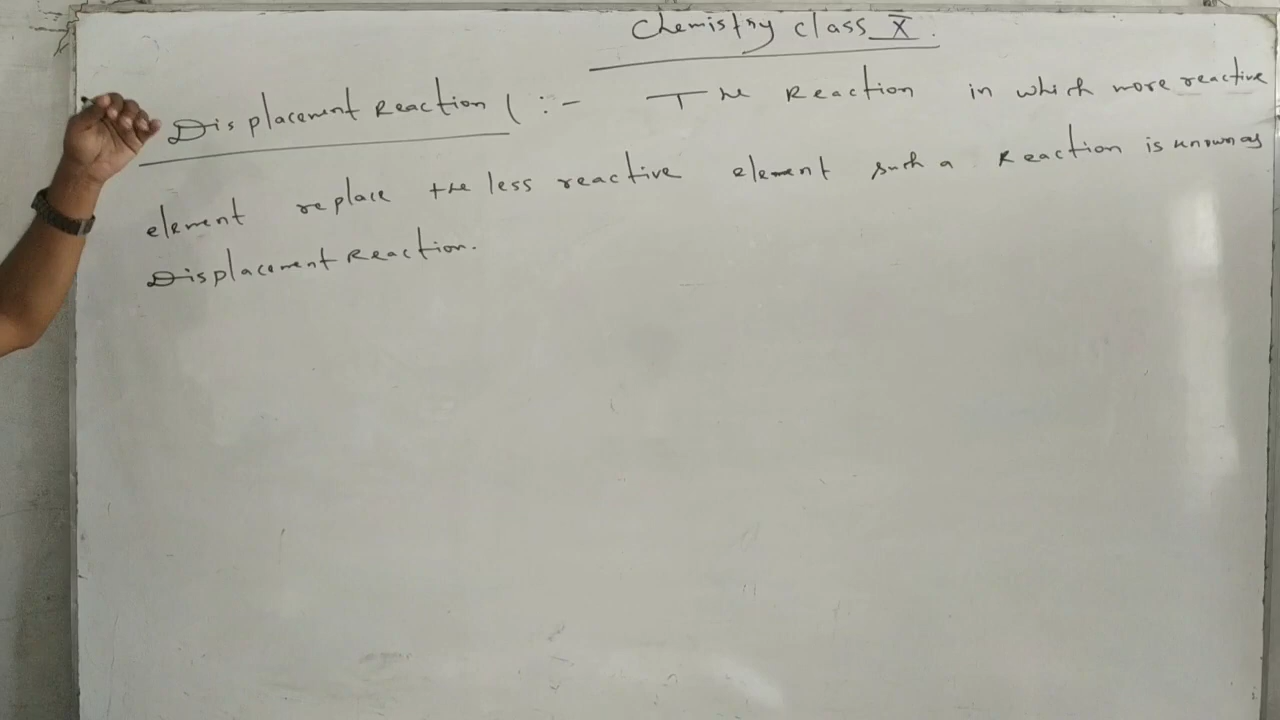 Chemistry class X.
Displacement Reaction ( :- The Reaction in which more reactive
element replace the less reactive element such a Reaction is known as
Displacement Reaction.